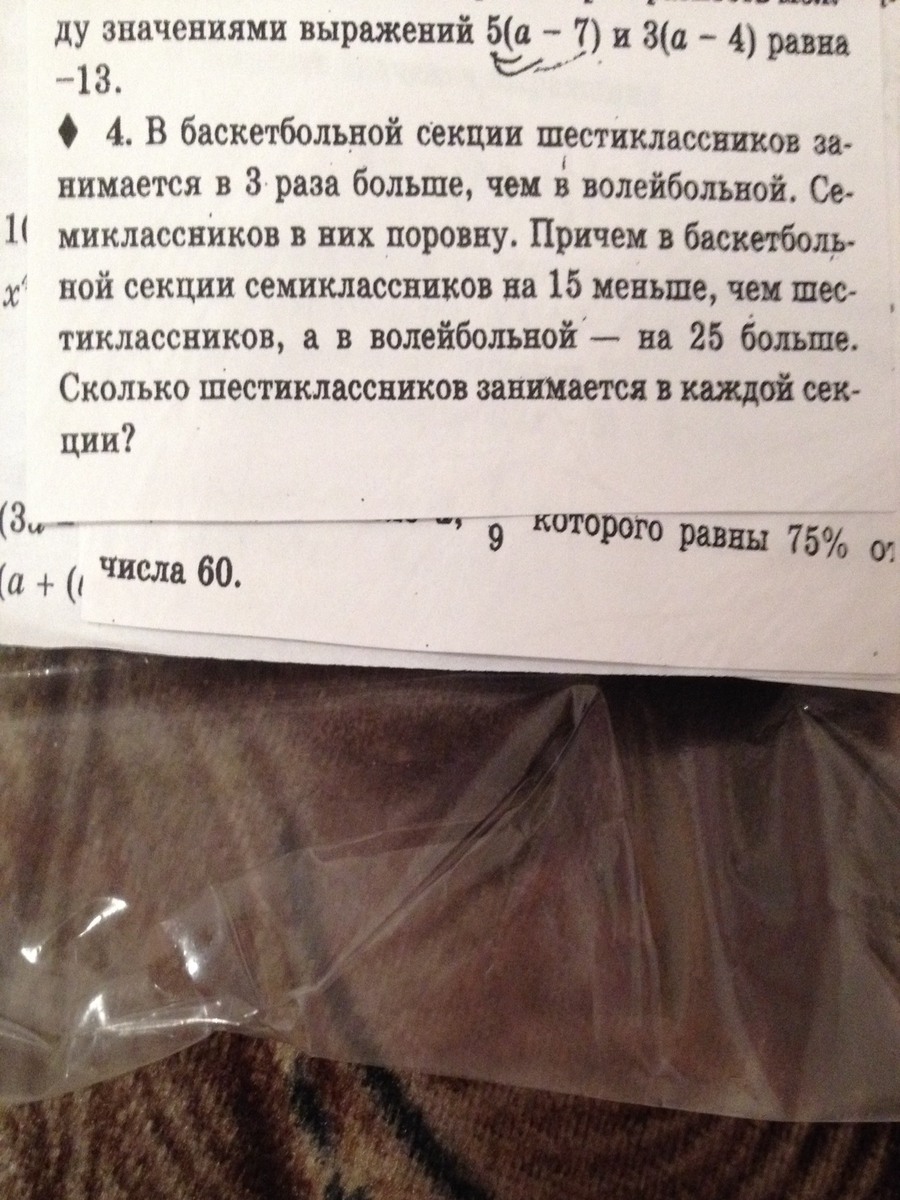 ду значениями выражений 5(a − 7) и 3(a − 4) равна
−13.
♦ 4. В баскетбольной секции шестиклассников за-
нимается в 3 раза больше, чем в волейбольной. Се-
миклассников в них поровну. Причем в баскетболь-
ной секции семиклассников на 15 меньше, чем шес-
тиклассников, а в волейбольной — на 25 больше.
Сколько шестиклассников занимается в каждой сек-
ции?
9 которого равны 75%
числа 60.
(a + (